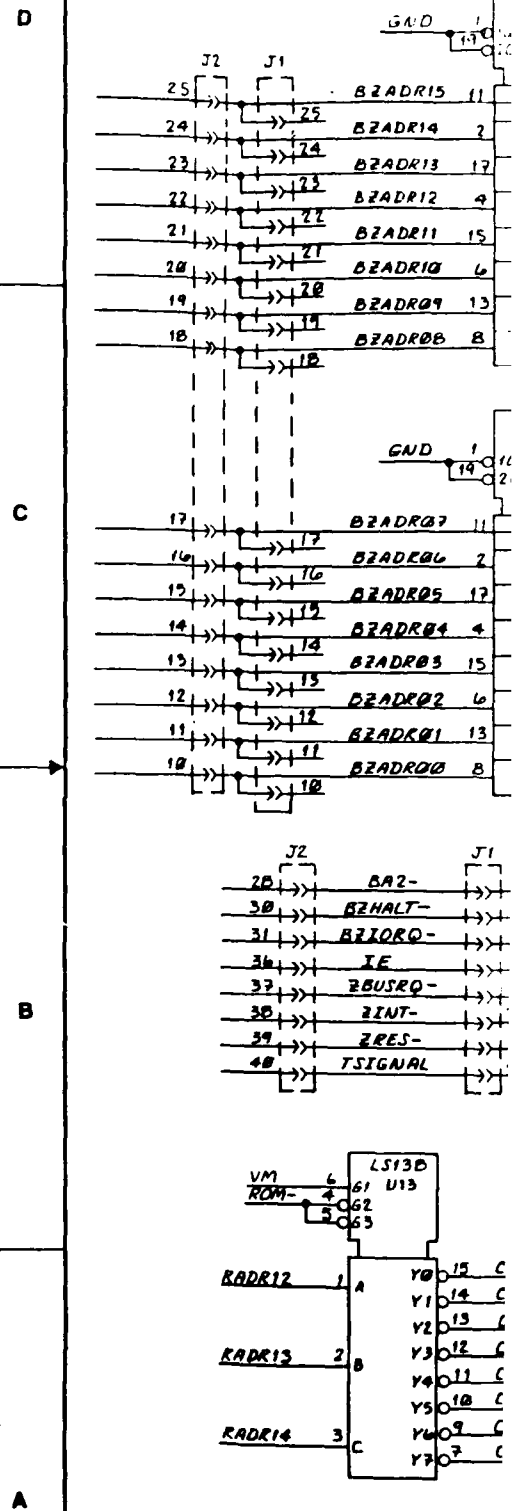 D
GND 1
19
J2 J1
25 BZADR15 11
25
24 BZADR14 2
24
23 BZADR13 17
23
22 BZADR12 4
22
21 BZADR11 15
21
20 BZADR10 6
20
19 BZADR09 13
19
18 BZADR08 8
18
C
GND 1
19
17 BZADR07 11
17
16 BZADR06 2
16
15 BZADR05 17
15
14 BZADR04 4
14
13 BZADR03 15
13
12 BZADR02 6
12
11 BZADR01 13
11
10 BZADR00 8
10
J2 J1
28 BA2-
30 BZHALT-
31 BZIORQ-
36 IE
B
37 ZBUSRQ-
38 ZINT-
39 ZRES-
40 TSIGNAL
LS138
U13
VM 6 G1
ROM- 4 G2
5 G3
RADR12 1 A
Y0 15 C
Y1 14 C
Y2 13 C
RADR13 2 B
Y3 12 C
Y4 11 C
Y5 10 C
RADR14 3 C
Y6 9 C
Y7 7 C
A